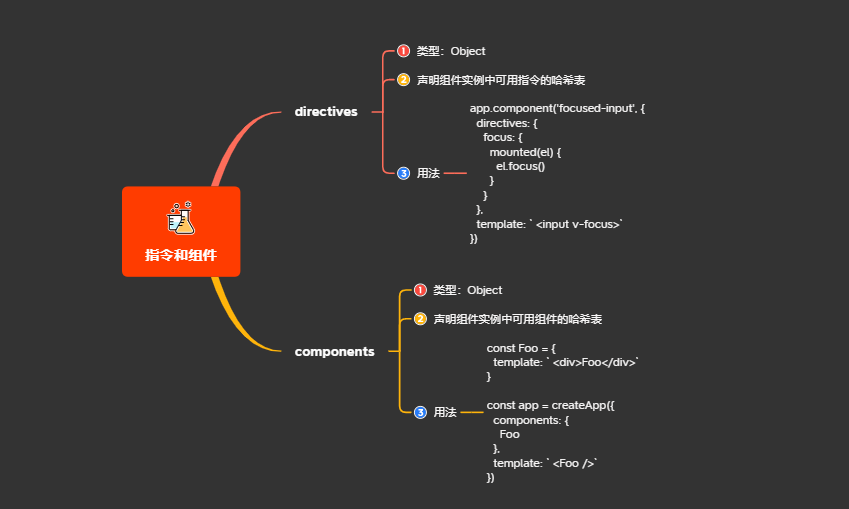 指令和组件
directives
1 类型：Object
2 声明组件实例中可用指令的哈希表
3 用法
app.component('focused-input', {
  directives: {
    focus: {
      mounted(el) {
        el.focus()
      }
    }
  },
  template: ` <input v-focus>`
})
components
1 类型：Object
2 声明组件实例中可用组件的哈希表
3 用法
const Foo = {
  template: ` <div>Foo</div>`
}
const app = createApp({
  components: {
    Foo
  },
  template: ` <Foo />`
})